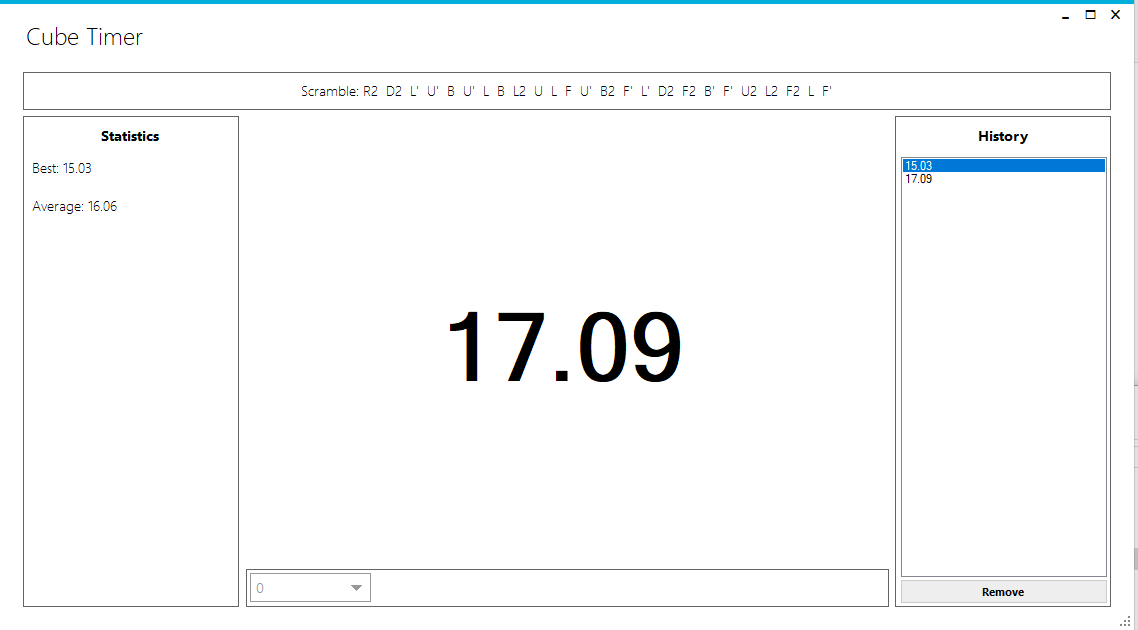 Cube Timer
Scramble: R2 D2 L' U' B U' L B L2 U L F U' B2 F' L' D2 F2 B' F' U2 L2 F2 L F'
Statistics
Best: 15.03
Average: 16.06
17.09
0
History
15.03
17.09
Remove